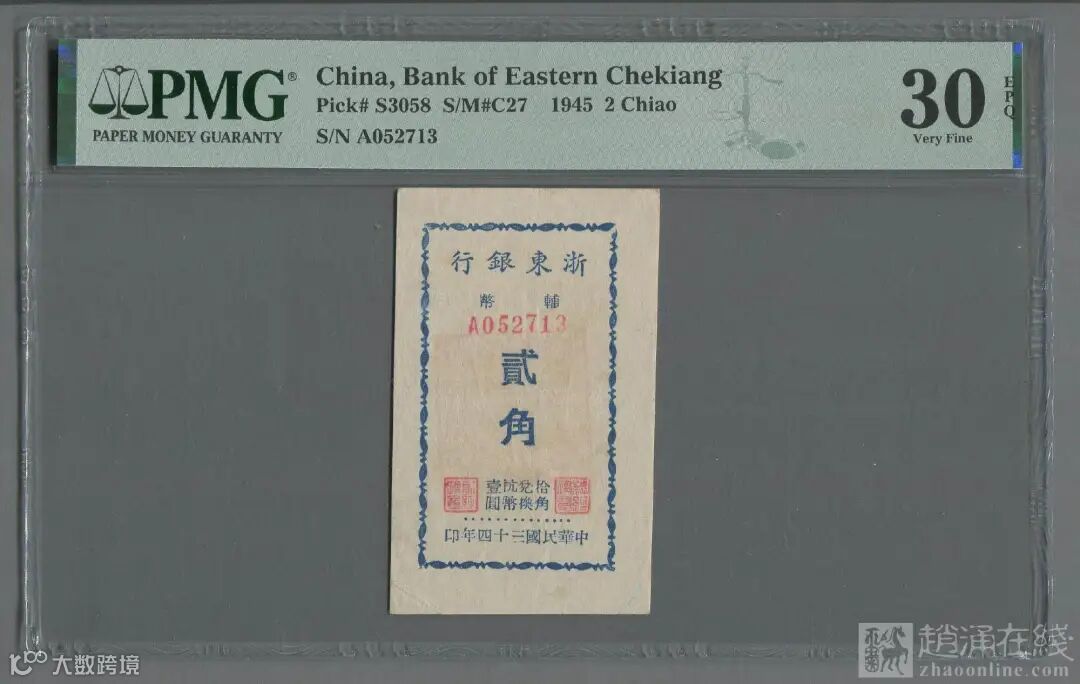 PMG®
PAPER MONEY GUARANTY
China, Bank of Eastern Chekiang
Pick# S3058 S/M#C27 1945 2 Chiao
S/N A052713
30
Very Fine
EPQ
行銀東浙
幣輔
A052713
貳
角
壹抗兌拾
圓幣換角
印年四十三國民華中
大数跨境
趙涌在线
zhaoonline.com